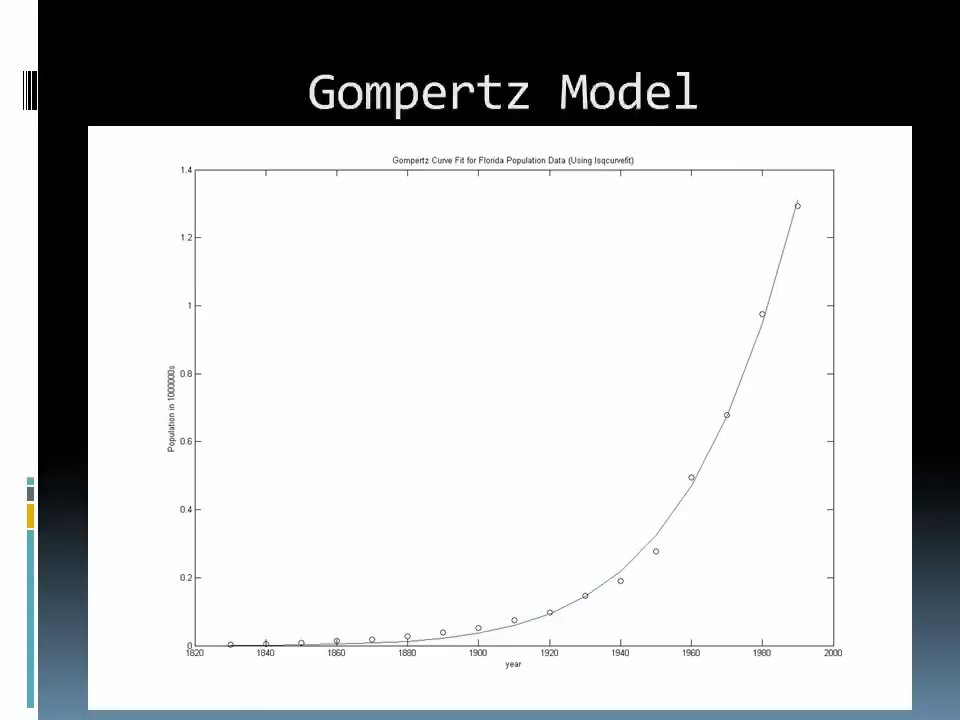 Gompertz Model
Gompertz Curve Fit for Florida Population Data (Using lsqcurvefit)
1.4
1.2
1
0.8
0.6
0.4
0.2
0
Population in 1000000s
1820 1840 1860 1880 1900 1920 1940 1960 1980 2000
year